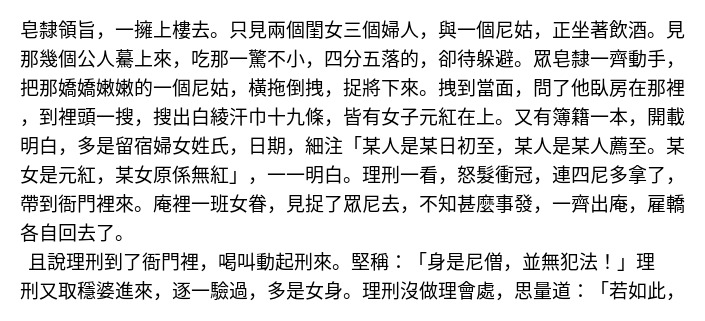 皂隸領旨，一擁上樓去。只見兩個閨女三個婦人，與一個尼姑，正坐著飲酒。見
那幾個公人驀上來，吃那一驚不小，四分五落的，卻待躲避。眾皂隸一齊動手，
把那嬌嬌嫩嫩的一個尼姑，橫拖倒拽，捉將下來。拽到當面，問了他臥房在那裡
，到裡頭一搜，搜出白綾汗巾十九條，皆有女子元紅在上。又有簿籍一本，開載
明白，多是留宿婦女姓氏，日期，細注「某人是某日初至，某人是某人薦至。某
女是元紅，某女原係無紅」，一一明白。理刑一看，怒髮衝冠，連四尼多拿了，
帶到衙門裡來。庵裡一班女眷，見捉了眾尼去，不知甚麼事發，一齊出庵，雇轎
各自回去了。
且說理刑到了衙門裡，喝叫動起刑來。堅稱：「身是尼僧，並無犯法！」理
刑又取穩婆進來，逐一驗過，多是女身。理刑沒做理會處，思量道：「若如此，